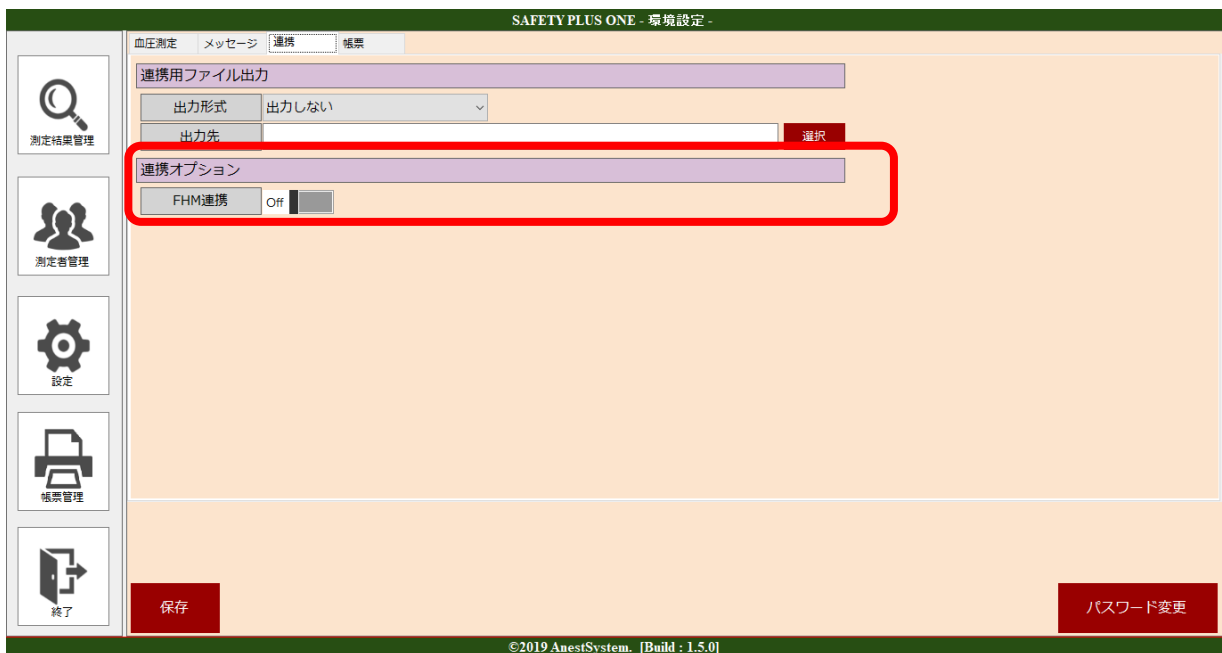 SAFETY PLUS ONE - 環境設定 -
血圧測定 メッセージ 連携 帳票
連携用ファイル出力
出力形式 出力しない
出力先 選択
連携オプション
FHM連携 Off
測定結果管理
測定者管理
設定
帳票管理
終了
保存 パスワード変更
©2019 AnestSystem. [Build : 1.5.0]